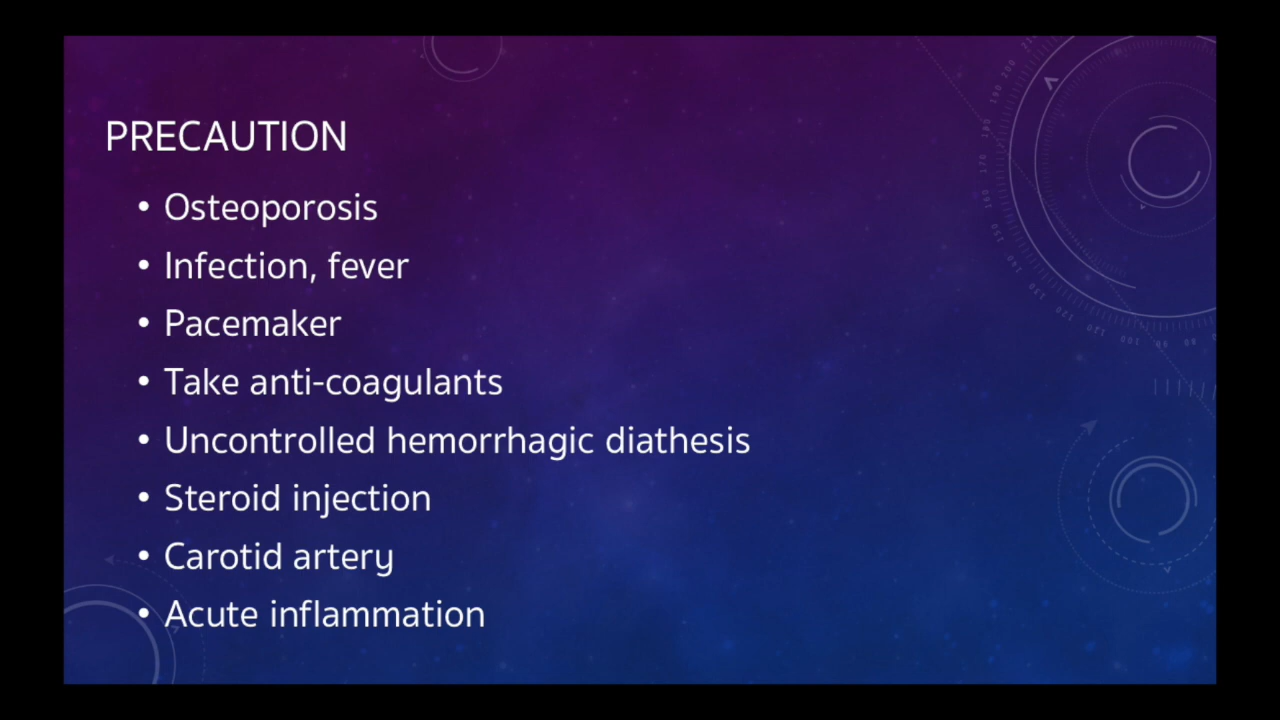 PRECAUTION
• Osteoporosis
• Infection, fever
• Pacemaker
• Take anti-coagulants
• Uncontrolled hemorrhagic diathesis
• Steroid injection
• Carotid artery
• Acute inflammation